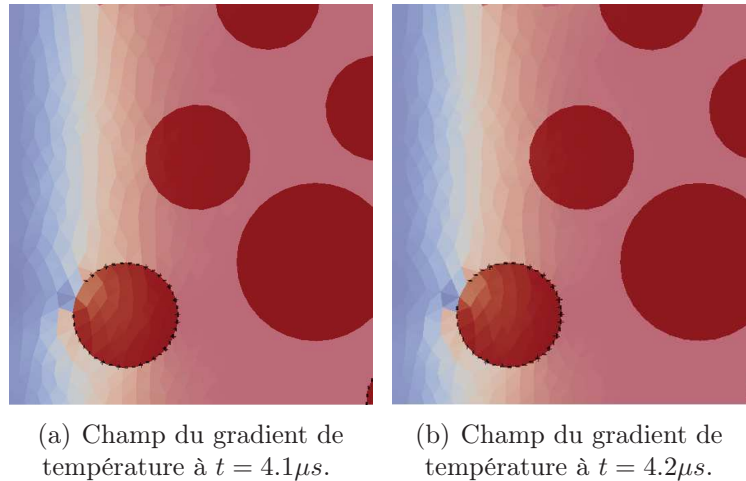 (a) Champ du gradient de
température à t = 4.1μs.
(b) Champ du gradient de
température à t = 4.2μs.